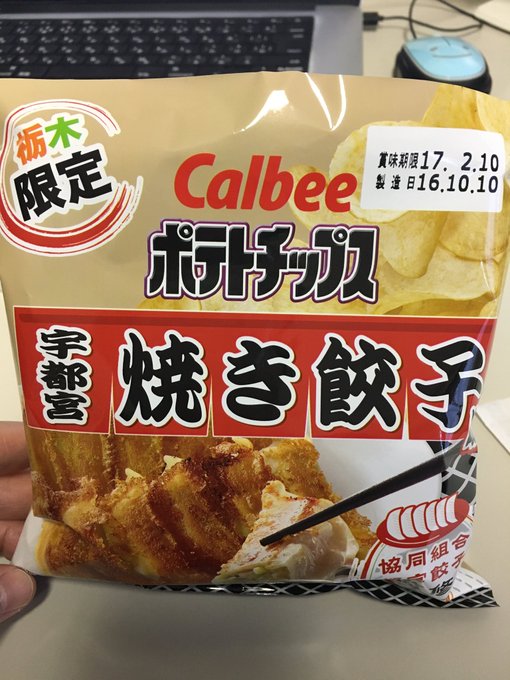 栃木
限定
賞味期限17. 2.10
製造日16.10.10
Calbee
ポテトチップス
宇都宮
焼き餃子
協同組合
餃子